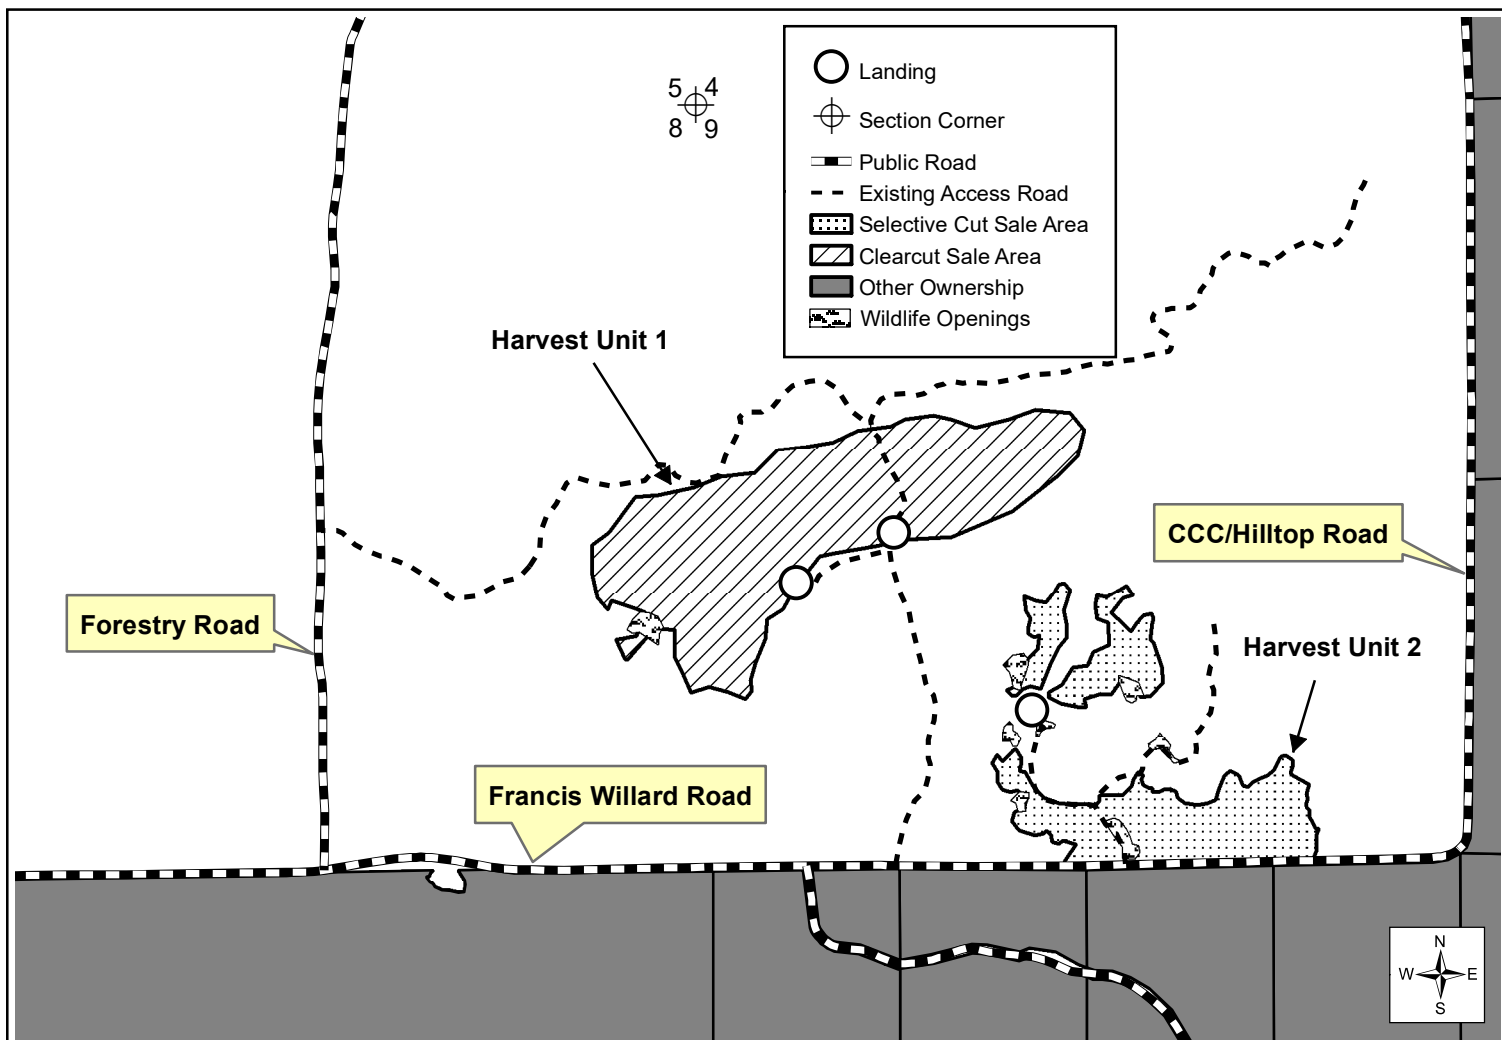 5 4
8 9
Landing
Section Corner
Public Road
Existing Access Road
Selective Cut Sale Area
Clearcut Sale Area
Other Ownership
Wildlife Openings
Harvest Unit 1
CCC/Hilltop Road
Forestry Road
Harvest Unit 2
Francis Willard Road
N
W E
S